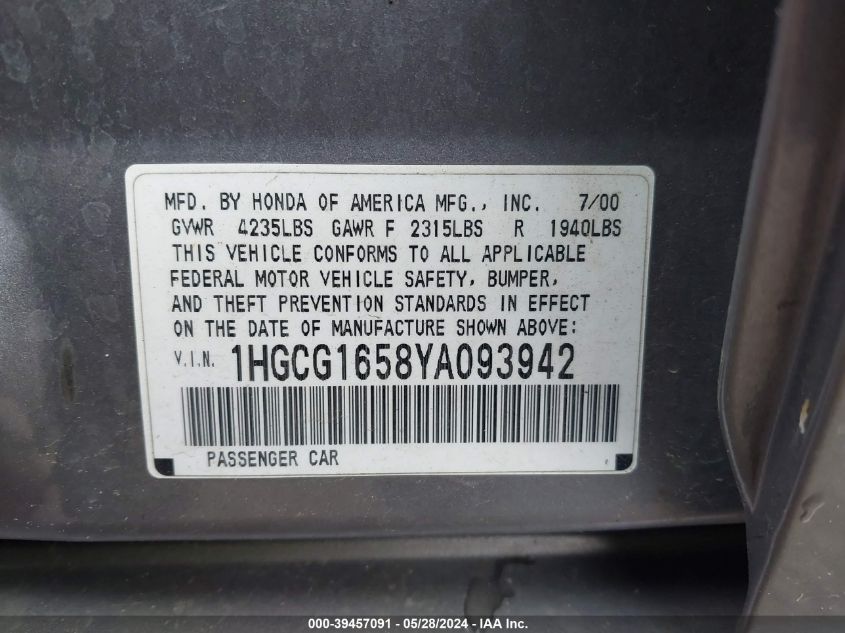 MFD. BY HONDA OF AMERICA MFG., INC. 7/00
GVWR 4235LBS GAWR F 2315LBS R 1940LBS
THIS VEHICLE CONFORMS TO ALL APPLICABLE
FEDERAL MOTOR VEHICLE SAFETY, BUMPER,
AND THEFT PREVENTION STANDARDS IN EFFECT
ON THE DATE OF MANUFACTURE SHOWN ABOVE:
V.I.N. 1HGCG1658YA093942
PASSENGER CAR
000-39457091 - 05/28/2024 - IAA Inc.